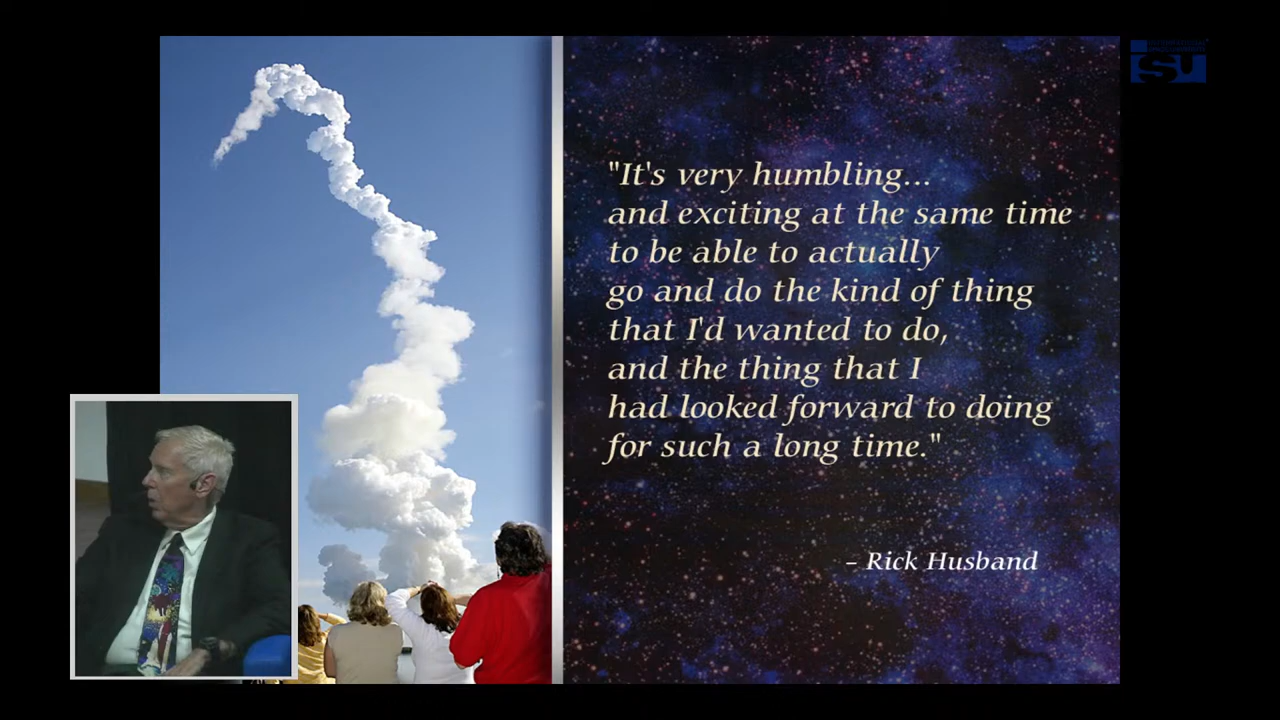 "It's very humbling...
and exciting at the same time
to be able to actually
go and do the kind of thing
that I'd wanted to do,
and the thing that I
had looked forward to doing
for such a long time."
– Rick Husband
iSU